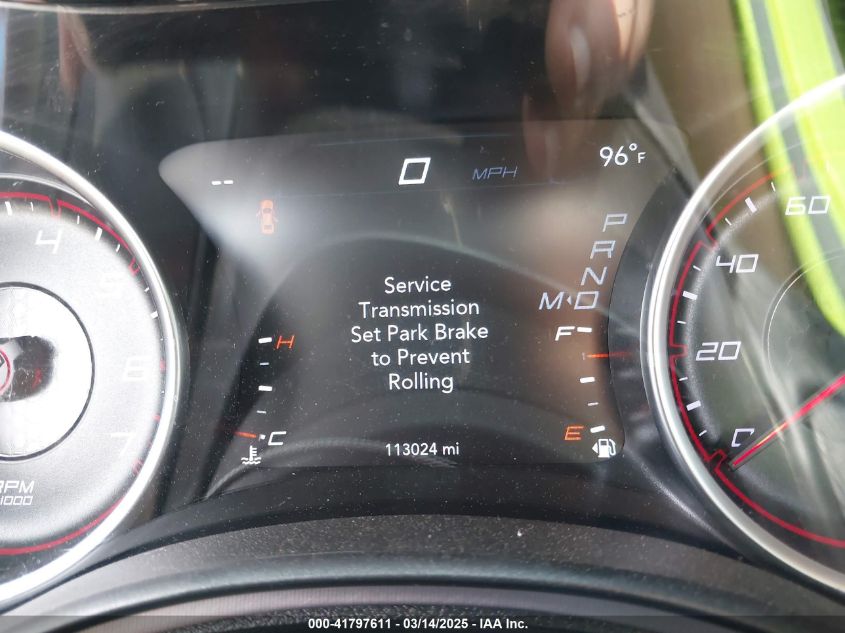 -- 0 MPH 96°F
P
R
N
M◄D
Service
Transmission
Set Park Brake
to Prevent
Rolling
H
C
F
E
113024 mi
4
6
7
RPM
x1000
60
40
20
0
000-41797611 - 03/14/2025 - IAA Inc.